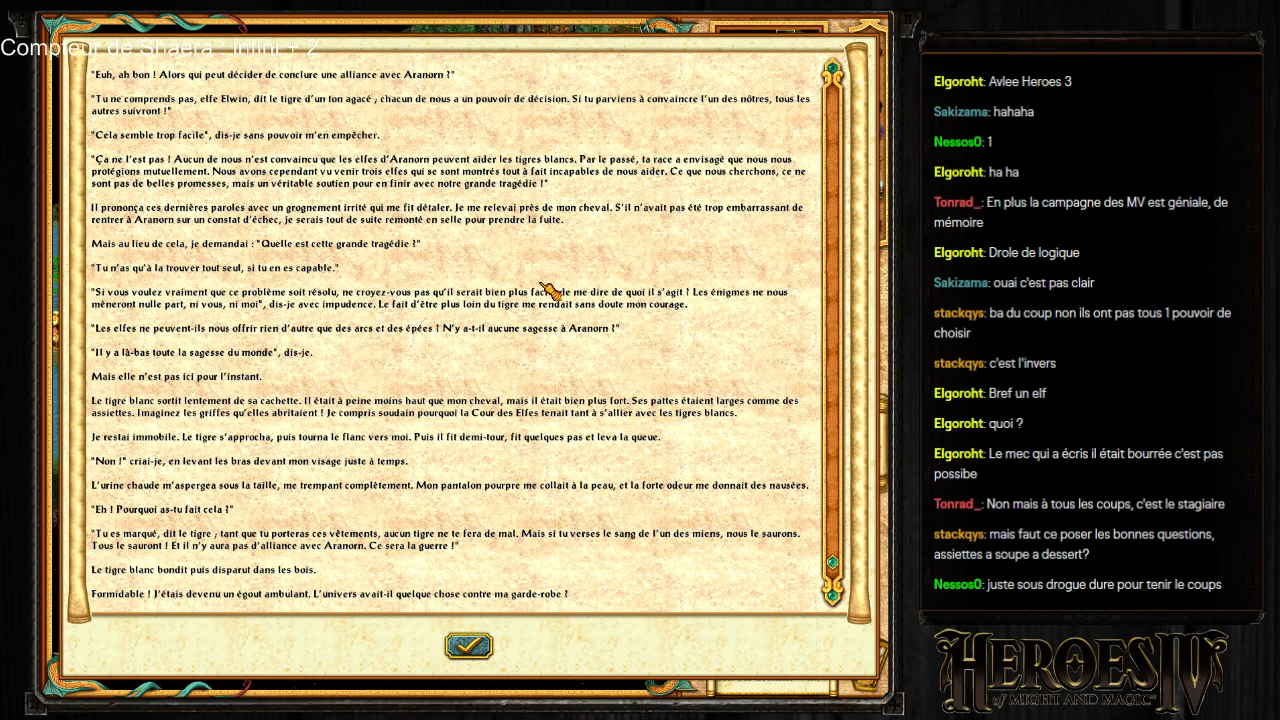 Compteur de Shaera : Infini + 2
"Euh, ah bon ! Alors qui peut décider de conclure une alliance avec Aranorn ?"
"Tu ne comprends pas, elfe Elwin, dit le tigre d'un ton agacé ; chacun de nous a un pouvoir de décision. Si tu parviens à convaincre l'un des nôtres, tous les
autres suivront !"
"Cela semble trop facile", dis-je sans pouvoir m'en empêcher.
"Ça ne l'est pas ! Aucun de nous n'est convaincu que les elfes d'Aranorn peuvent aider les tigres blancs. Par le passé, ta race a envisagé que nous nous
protégions mutuellement. Nous avons cependant vu venir trois elfes qui se sont montrés tout à fait incapables de nous aider. Ce que nous cherchons, ce ne
sont pas de belles promesses, mais un véritable soutien pour en finir avec notre grande tragédie !"
Il prononça ces dernières paroles avec un grognement irrité qui me fit détaler. Je me relevai près de mon cheval. S'il n'avait pas été trop embarrassant de
rentrer à Aranorn sur un constat d'échec, je serais tout de suite remonté en selle pour prendre la fuite.
Mais au lieu de cela, je demandai : "Quelle est cette grande tragédie ?"
"Tu n'as qu'à la trouver tout seul, si tu en es capable."
"Si vous voulez vraiment que ce problème soit résolu, ne croyez-vous pas qu'il serait bien plus de me dire de quoi il s'agit ? Les énigmes ne nous
mèneront nulle part, ni vous, ni moi", dis-je avec impudence. Le fait d'être plus loin du tigre me rendait sans doute mon courage.
"Les elfes ne peuvent-ils nous offrir rien d'autre que des arcs et des épées ? N'y a-t-il aucune sagesse à Aranorn ?"
"Il y a là-bas toute la sagesse du monde", dis-je.
Mais elle n'est pas ici pour l'instant.
Le tigre blanc sortit lentement de sa cachette. Il était à peine moins haut que mon cheval, mais il était bien plus fort. Ses pattes étaient larges comme des
assiettes. Imaginez les griffes qu'elles abritaient ! Je compris soudain pourquoi la Cour des Elfes tenait tant à s'allier avec les tigres blancs.
Je restai immobile. Le tigre s'approcha, puis tourna le flanc vers moi. Puis il fit demi-tour, fit quelques pas et leva la queue.
"Non !" criai-je, en levant les bras devant mon visage juste à temps.
L'urine chaude m'aspergea sous la taille, me trempant complètement. Mon pantalon pourpre me collait à la peau, et la forte odeur me donnait des nausées.
"Eh ! Pourquoi as-tu fait cela ?"
"Tu es marqué, dit le tigre ; tant que tu porteras ces vêtements, aucun tigre ne te fera de mal. Mais si tu verses le sang de l'un des miens, nous le saurons.
Tous le sauront ! Et il n'y aura pas d'alliance avec Aranorn. Ce sera la guerre !"
Le tigre blanc bondit puis disparut dans les bois.
Formidable ! J'étais devenu un égout ambulant. L'univers avait-il quelque chose contre ma garde-robe ?
Elgoroht: Avlee Heroes 3
Sakizama: hahaha
Nessos0: 1
Elgoroht: ha ha
Tonrad_: En plus la campagne des MV est géniale, de
mémoire
Elgoroht: Drole de logique
Sakizama: ouai c'est pas clair
stackqys: ba du coup non ils ont pas tous 1 pouvoir de
choisir
stackqys: c'est l'invers
Elgoroht: Bref un elf
Elgoroht: quoi ?
Elgoroht: Le mec qui a écris il était bourrée c'est pas
possibe
Tonrad_: Non mais à tous les coups, c'est le stagiaire
stackqys: mais faut ce poser les bonnes questions,
assiettes a soupe a dessert?
Nessos0: juste sous drogue dure pour tenir le coups
HEROES IV
of MIGHT AND MAGIC